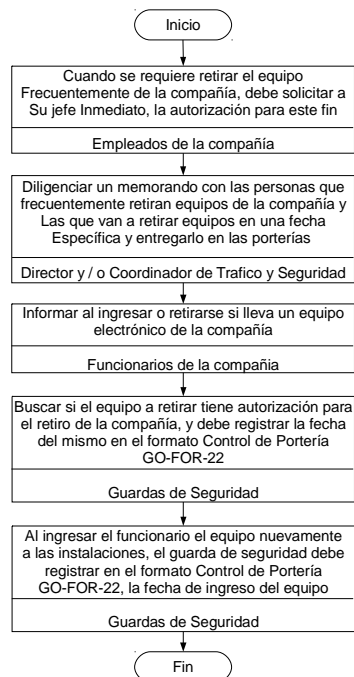 Inicio
Cuando se requiere retirar el equipo
Frecuentemente de la compañía, debe solicitar a
Su jefe Inmediato, la autorización para este fin
Empleados de la compañía
Diligenciar un memorando con las personas que
frecuentemente retiran equipos de la compañía y
Las que van a retirar equipos en una fecha
Específica y entregarlo en las porterías
Director y / o Coordinador de Trafico y Seguridad
Informar al ingresar o retirarse si lleva un equipo
electrónico de la compañía
Funcionarios de la compañia
Buscar si el equipo a retirar tiene autorización para
el retiro de la compañía, y debe registrar la fecha
del mismo en el formato Control de Portería
GO-FOR-22
Guardas de Seguridad
Al ingresar el funcionario el equipo nuevamente
a las instalaciones, el guarda de seguridad debe
registrar en el formato Control de Portería
GO-FOR-22, la fecha de ingreso del equipo
Guardas de Seguridad
Fin